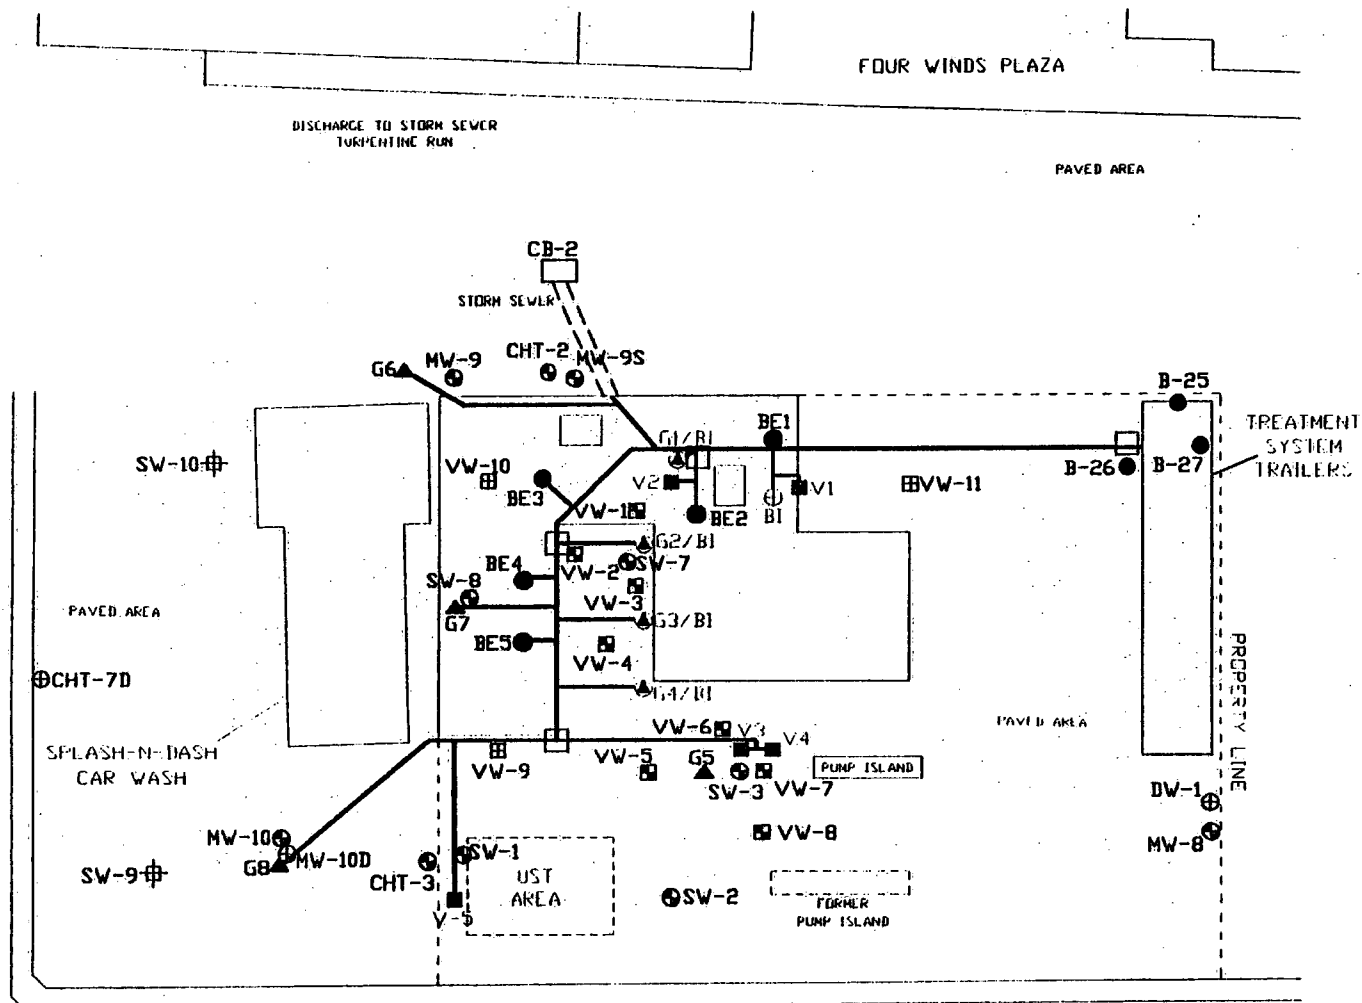 FOUR WINDS PLAZA
DISCHARGE TO STORM SEWER
TURPENTINE RUN
PAVED AREA
CB-2
STORM SEWER
G6
MW-9
CHT-2
MW-9S
B-25
TREATMENT
SYSTEM
TRAILERS
BE1
G1/BI
SW-10
VW-10
V2
V1
VW-11
B-26
B-27
BE3
VW-1
BE2
BI
G2/BI
BE4
VW-2
SW-7
SW-8
VW-3
PAVED AREA
G7
G3/BI
BE5
VW-4
PROPERTY LINE
CHT-7D
G4/BI
SPLASH-N-DASH
CAR WASH
VW-6
V3
V4
PAVED AREA
VW-9
VW-5
G5
SW-3
VW-7
PUMP ISLAND
DW-1
MW-10
VW-8
MW-8
MW-10D
G8
SW-9
CHT-3
SW-1
UST
AREA
V-5
SW-2
FORMER
PUMP ISLAND